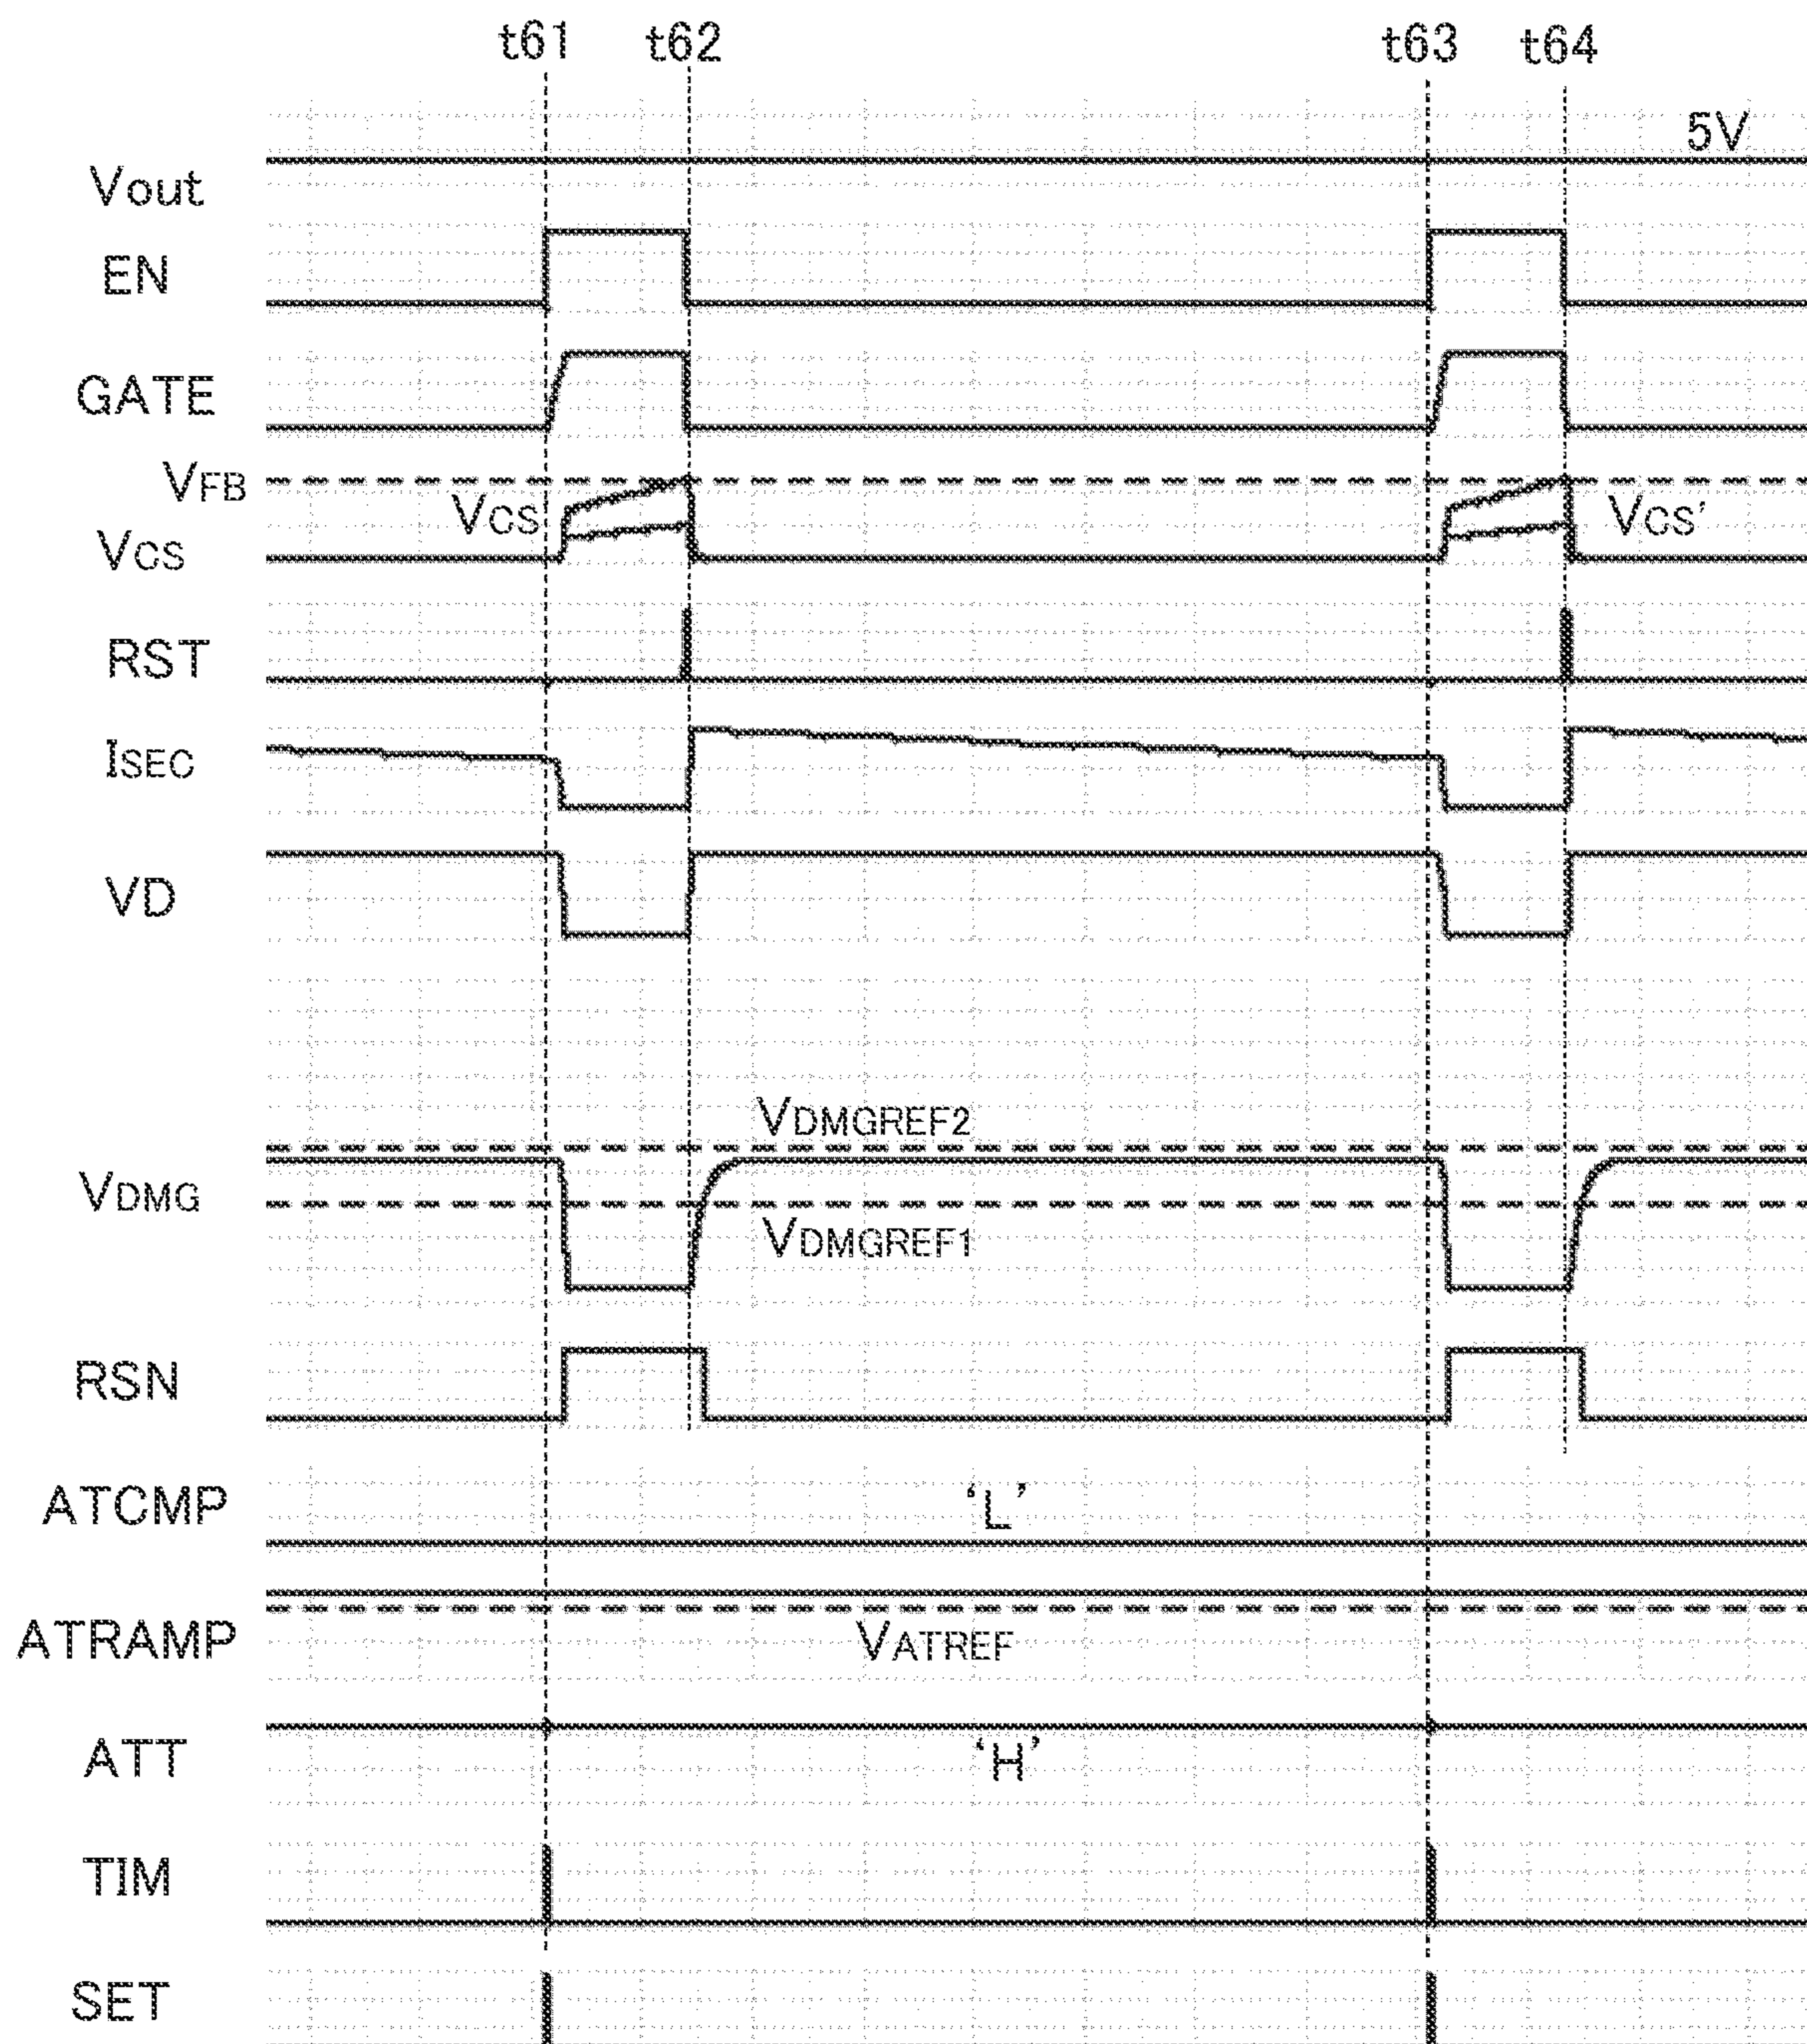 t61 t62 t63 t64
5V
Vout
EN
GATE
VFB
VCS VCS'
VCS
RST
ISEC
VD
VDMGREF2
VDMG
VDMGREF1
RSN
ATCMP 'L'
ATRAMP
VATREF
ATT 'H'
TIM
SET